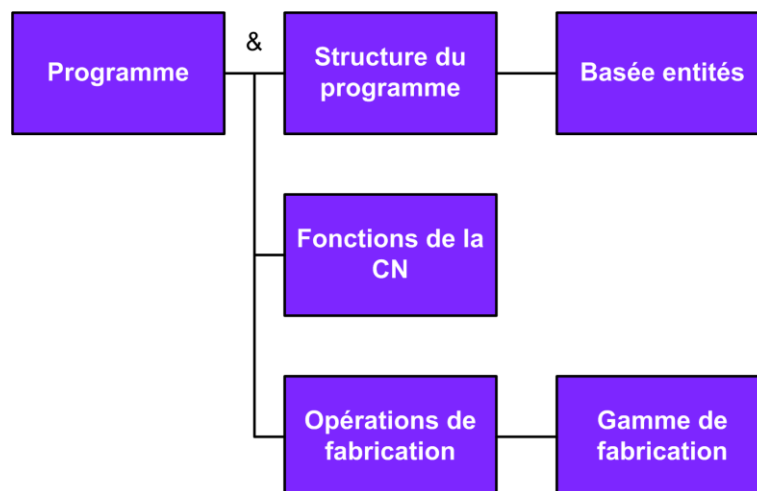 &
Programme
Structure du
programme
Basée entités
Fonctions de la
CN
Opérations de
fabrication
Gamme de
fabrication